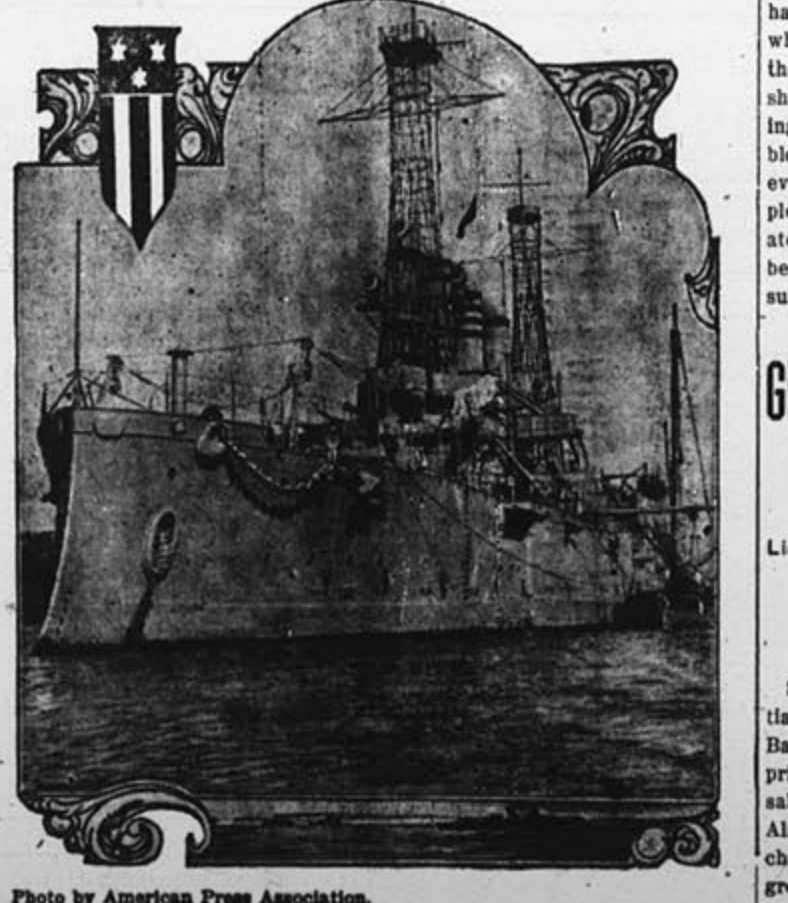 Photo by American Press Association.
ha
wh
th
sh
ing
ble
eve
ple
ate
be
su
G
Li
tia
Ba
pri
sal
Al
ch
gre